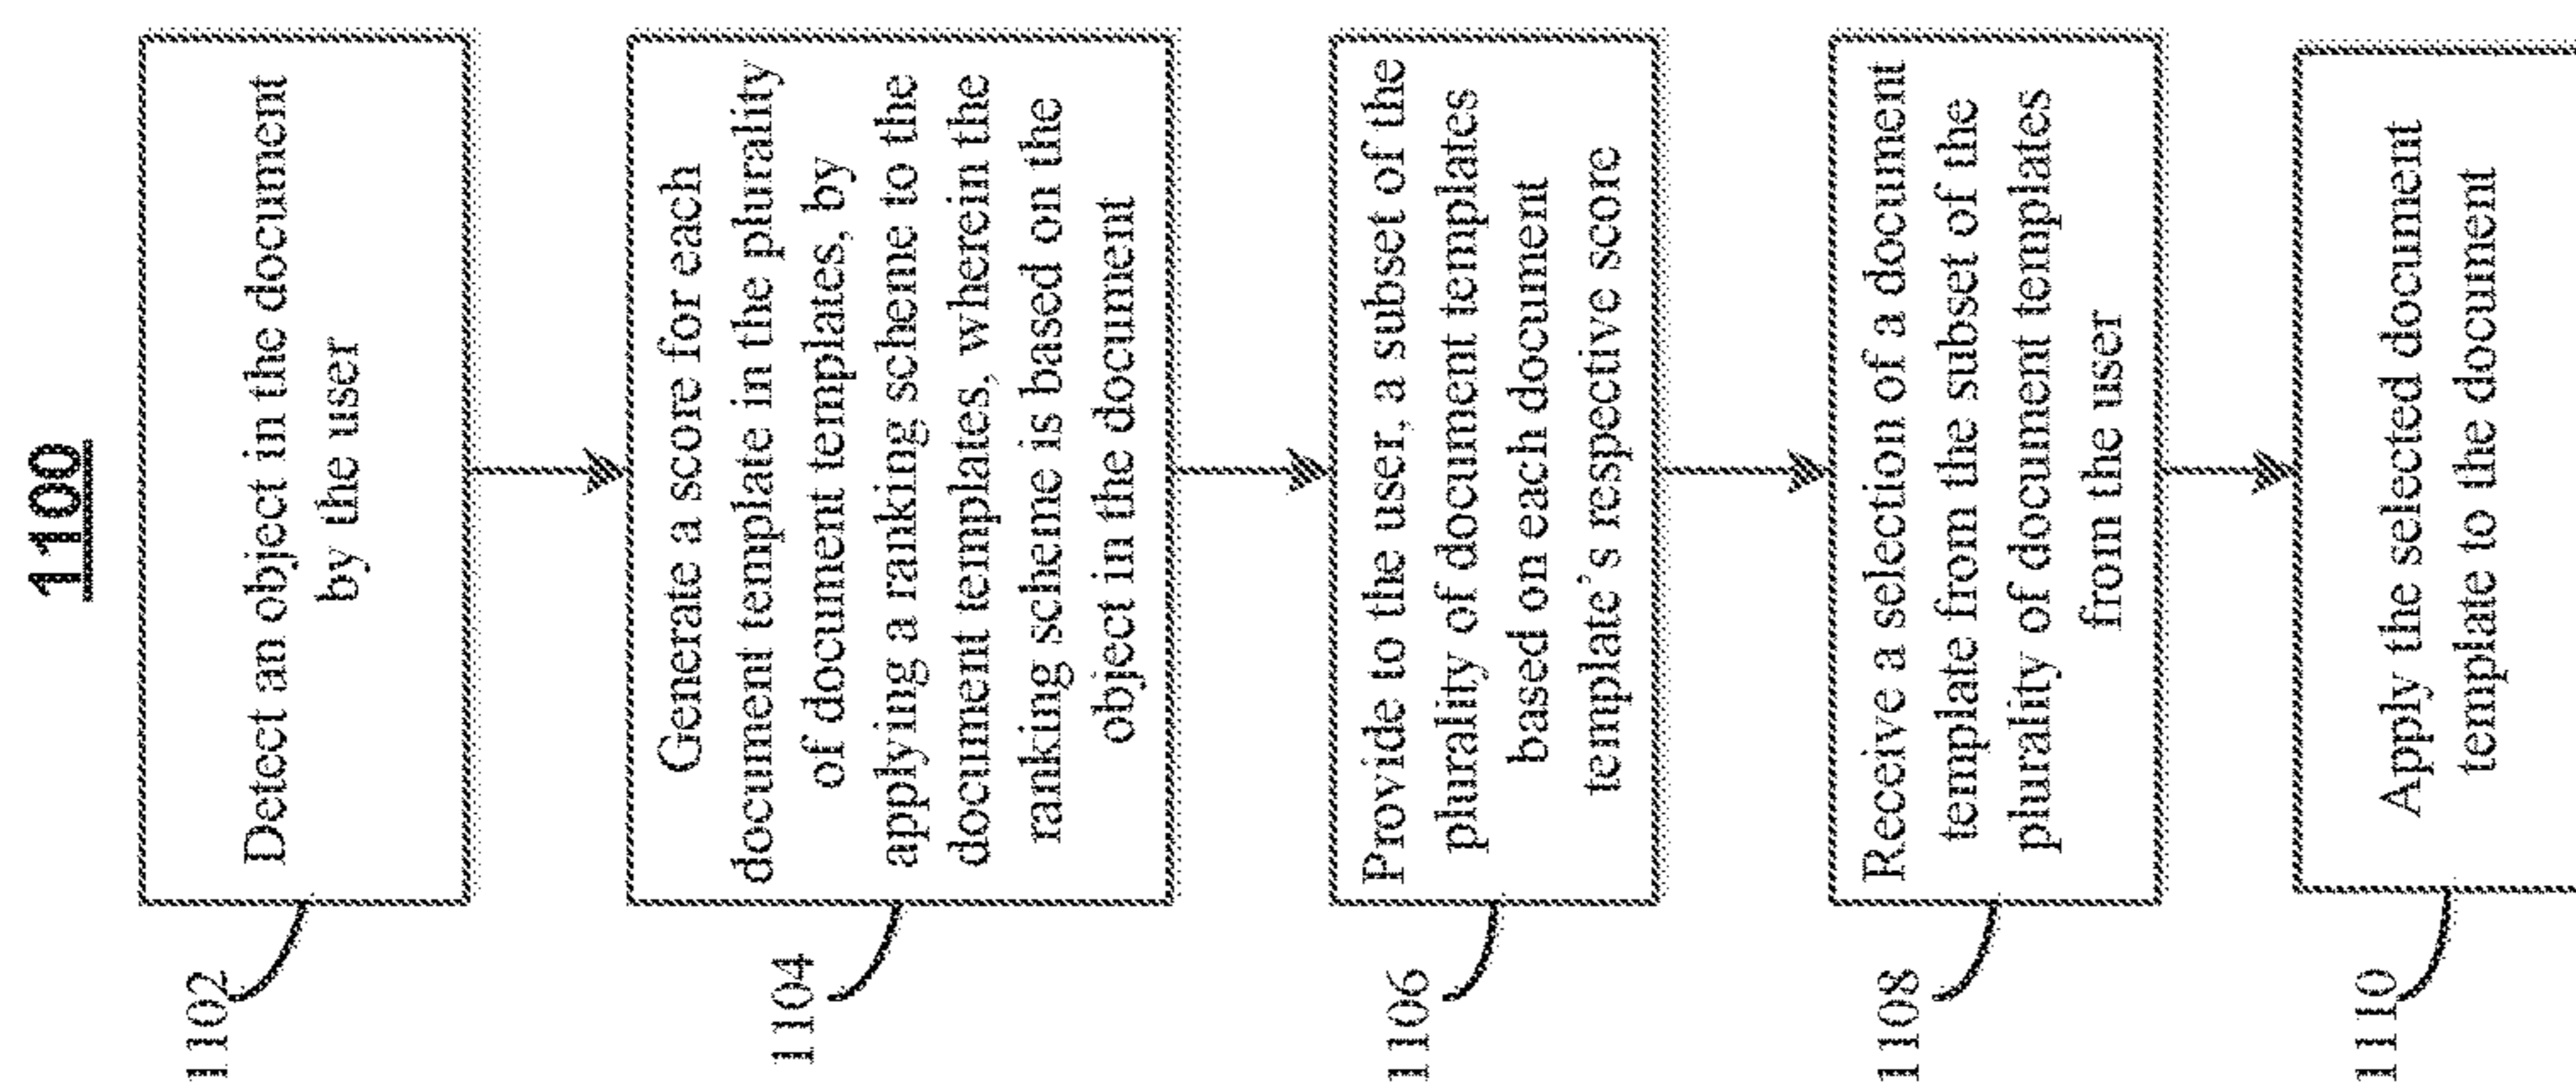 1100
1102
Detect an object in the document
by the user
1104
Generate a score for each
document template in the plurality
of document templates, by
applying a ranking scheme to the
document templates, wherein the
ranking scheme is based on the
object in the document
1106
Provide to the user, a subset of the
plurality of document templates
based on each document
template's respective score
1108
Receive a selection of a document
template from the subset of the
plurality of document templates
from the user
1110
Apply the selected document
template to the document